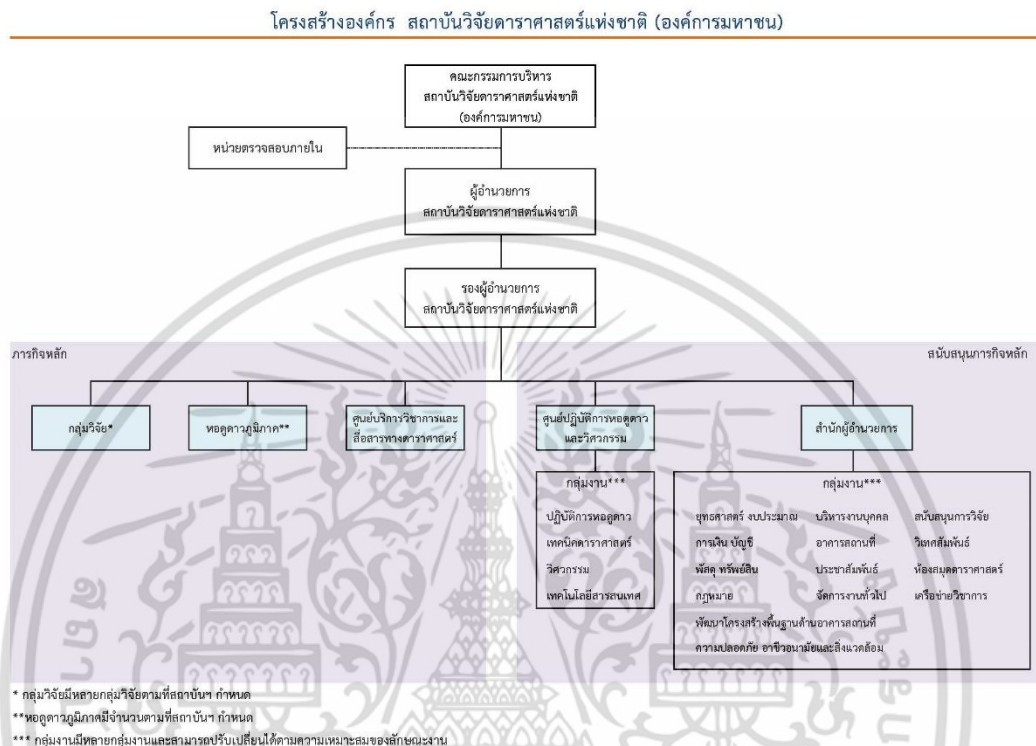 โครงสร้างองค์กร สถาบันวิจัยดาราศาสตร์แห่งชาติ (องค์การมหาชน)
คณะกรรมการบริหาร
สถาบันวิจัยดาราศาสตร์แห่งชาติ
(องค์การมหาชน)
หน่วยตรวจสอบภายใน
ผู้อำนวยการ
สถาบันวิจัยดาราศาสตร์แห่งชาติ
รองผู้อำนวยการ
สถาบันวิจัยดาราศาสตร์แห่งชาติ
ภารกิจหลัก
สนับสนุนภารกิจหลัก
กลุ่มวิจัย*
หอดูดาวภูมิภาค**
ศูนย์บริการวิชาการและ
สื่อสารทางดาราศาสตร์
ศูนย์ปฏิบัติการหอดูดาว
และวิศวกรรม
สำนักผู้อำนวยการ
กลุ่มงาน***
ปฏิบัติการหอดูดาว
เทคนิคดาราศาสตร์
วิศวกรรม
เทคโนโลยีสารสนเทศ
กลุ่มงาน***
ยุทธศาสตร์ งบประมาณ บริหารงานบุคคล สนับสนุนการวิจัย
การเงิน บัญชี อาคารสถานที่ วิเทศสัมพันธ์
พัสดุ ทรัพย์สิน ประชาสัมพันธ์ ห้องสมุดดาราศาสตร์
กฎหมาย จัดการงานทั่วไป เครือข่ายวิชาการ
พัฒนาโครงสร้างพื้นฐานด้านอาคารสถานที่
ความปลอดภัย อาชีวอนามัยและสิ่งแวดล้อม
* กลุ่มวิจัยมีหลายกลุ่มวิจัยตามที่สถาบันฯ กำหนด
**หอดูดาวภูมิภาคมีจำนวนตามที่สถาบันฯ กำหนด
*** กลุ่มงานมีหลายกลุ่มงานและสามารถปรับเปลี่ยนได้ตามความเหมาะสมของลักษณะงาน